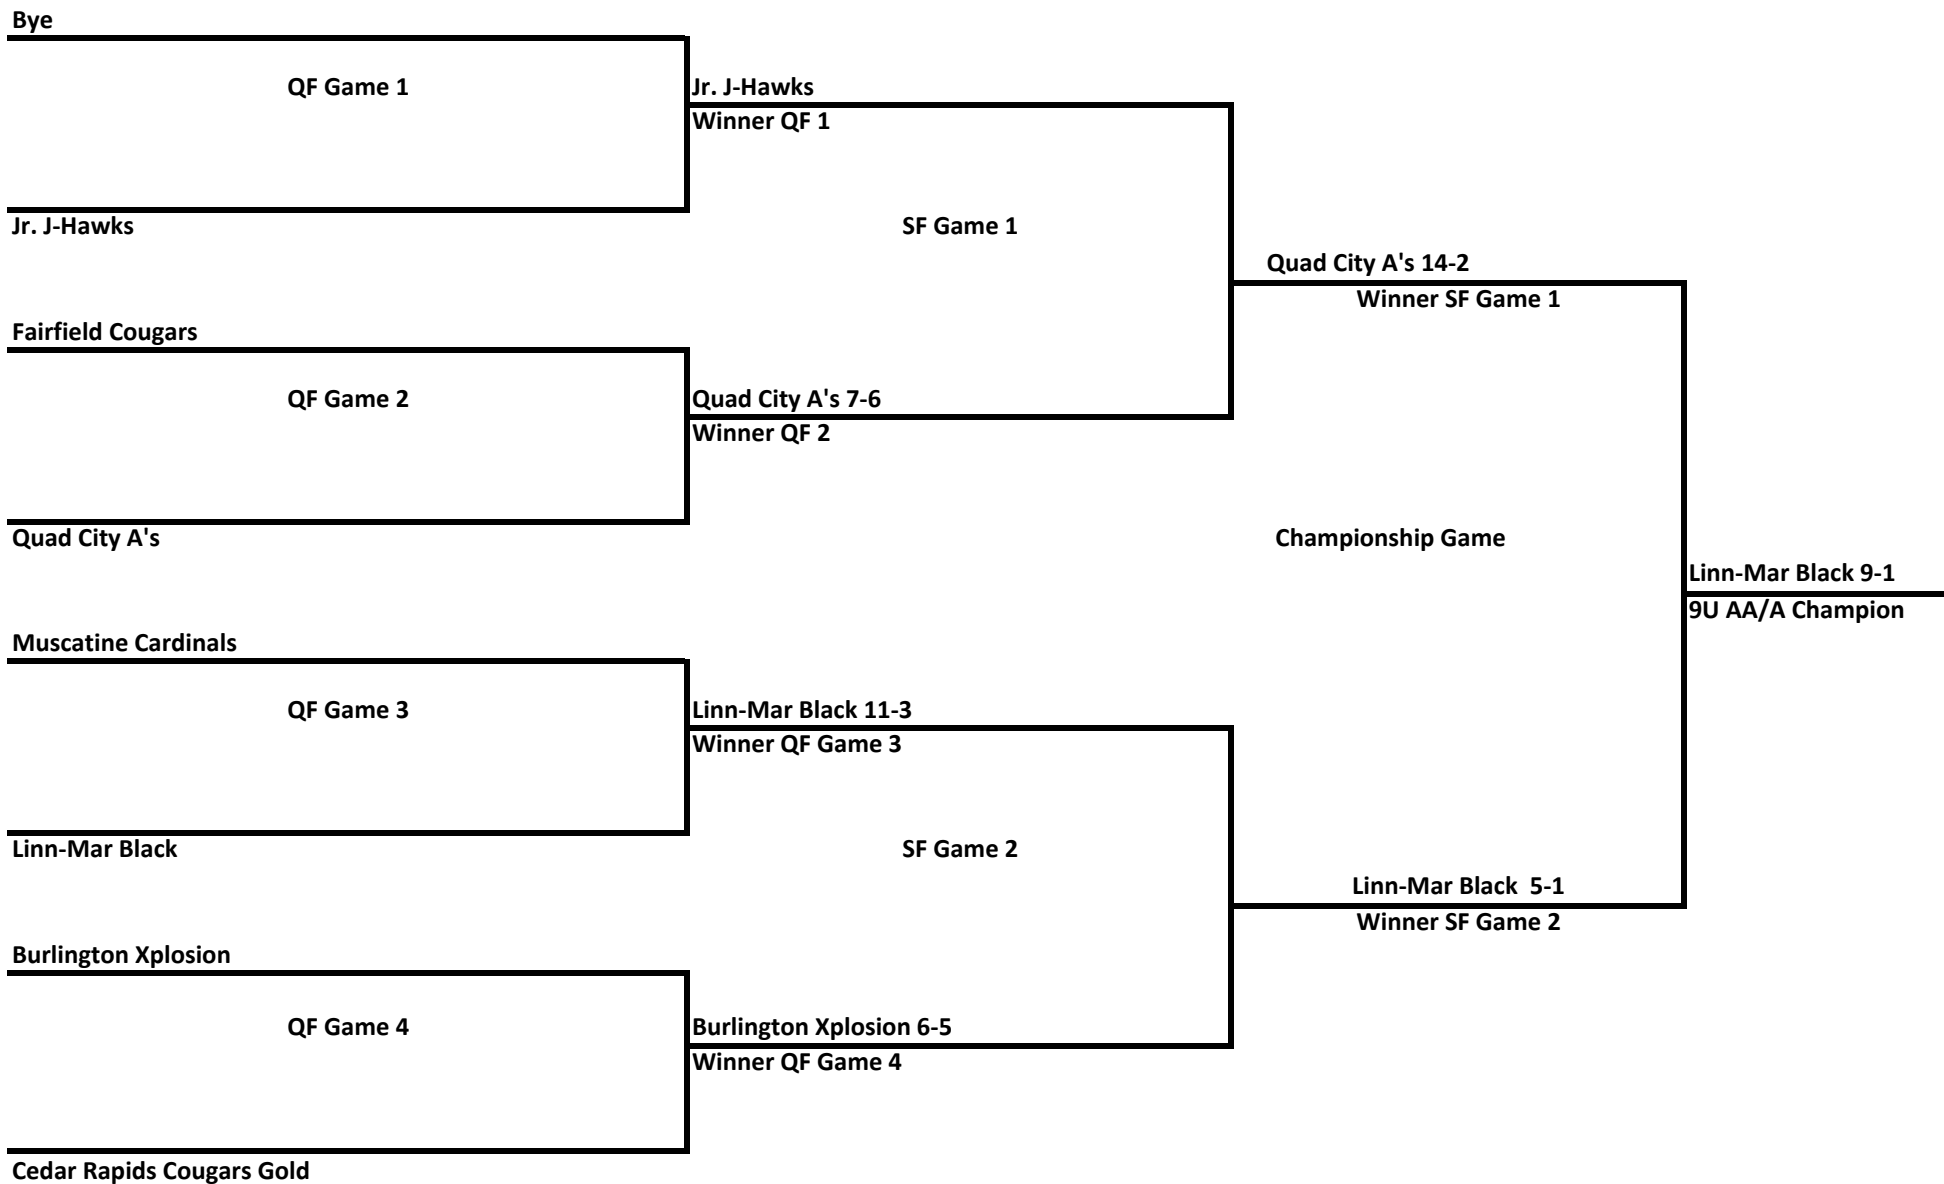 Bye
QF Game 1
Jr. J-Hawks
Winner QF 1
Jr. J-Hawks
SF Game 1
Quad City A's 14-2
Winner SF Game 1
Fairfield Cougars
QF Game 2
Quad City A's 7-6
Winner QF 2
Quad City A's
Championship Game
Linn-Mar Black 9-1
9U AA/A Champion
Muscatine Cardinals
QF Game 3
Linn-Mar Black 11-3
Winner QF Game 3
Linn-Mar Black
SF Game 2
Linn-Mar Black  5-1
Winner SF Game 2
Burlington Xplosion
QF Game 4
Burlington Xplosion 6-5
Winner QF Game 4
Cedar Rapids Cougars Gold